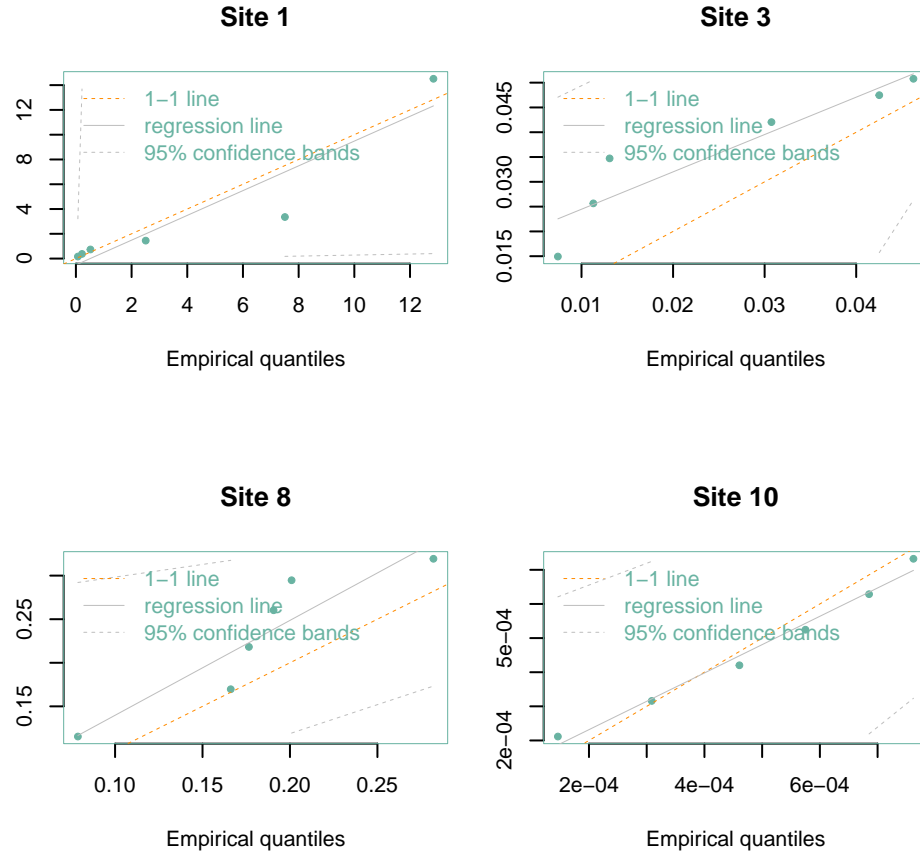 Site 1
1−1 line
regression line
95% confidence bands
0 4 8 12
0 2 4 6 8 10 12
Empirical quantiles
Site 3
1−1 line
regression line
95% confidence bands
0.015 0.030 0.045
0.01 0.02 0.03 0.04
Empirical quantiles
Site 8
1−1 line
regression line
95% confidence bands
0.15 0.25
0.10 0.15 0.20 0.25
Empirical quantiles
Site 10
1−1 line
regression line
95% confidence bands
2e−04 5e−04
2e−04 4e−04 6e−04
Empirical quantiles